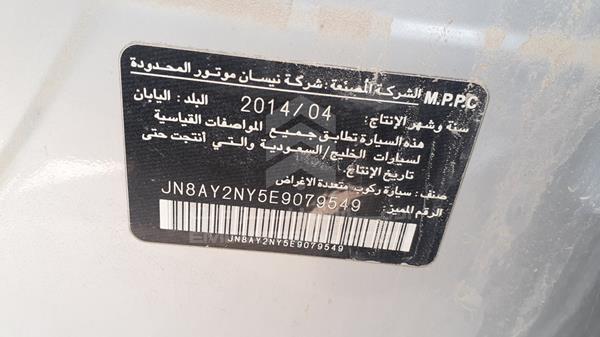 M.P.P.C الشركة المصنعة: شركة نيسان موتور المحدودة
سنة وشهر الإنتاج: 2014/04 البلد: اليابان
هذه السيارة تطابق جميع المواصفات القياسية
لسيارات الخليج/السعودية والتي أنتجت حتى
تاريخ الإنتاج.
صنف: سيارة ركوب متعددة الاغراض
الرقم المميز: JN8AY2NY5E9079549
JN8AY2NY5E9079549